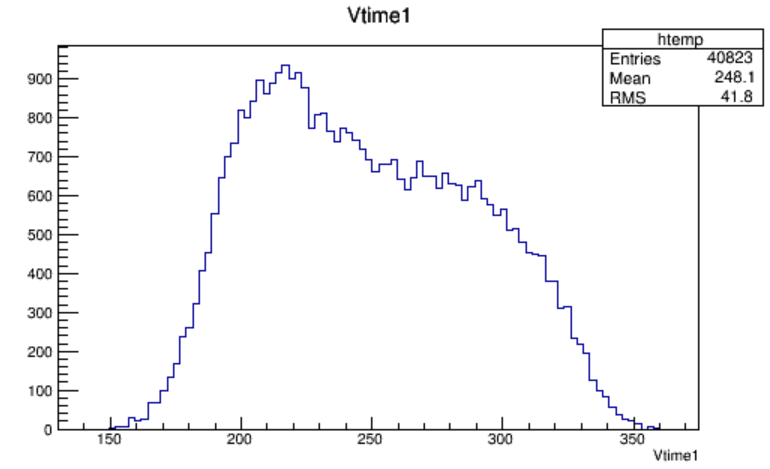 Vtime1
htemp
Entries 40823
Mean 248.1
RMS 41.8
900
800
700
600
500
400
300
200
100
0
150 200 250 300 350
Vtime1